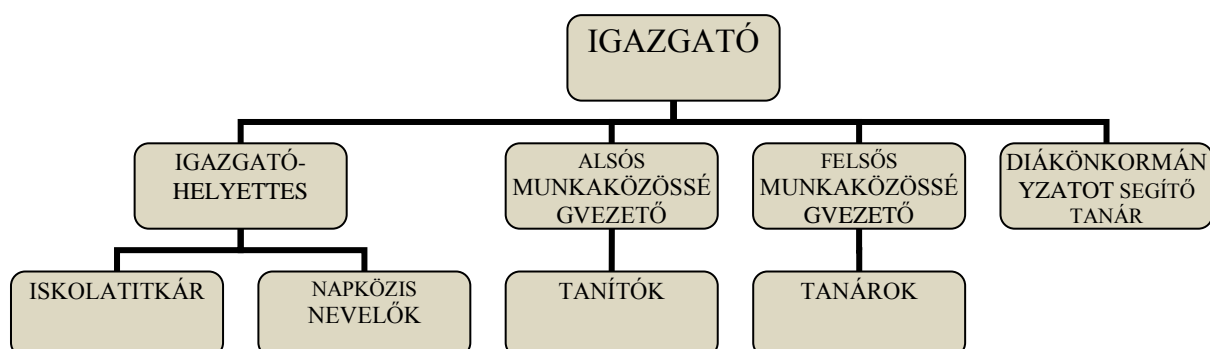 IGAZGATÓ
IGAZGATÓ-
HELYETTES
ALSÓS
MUNKAKÖZÖSSÉ
GVEZETŐ
FELSŐS
MUNKAKÖZÖSSÉ
GVEZETŐ
DIÁKÖNKORMÁN
YZATOT SEGÍTŐ
TANÁR
ISKOLATITKÁR
NAPKÖZIS
NEVELŐK
TANÍTÓK
TANÁROK